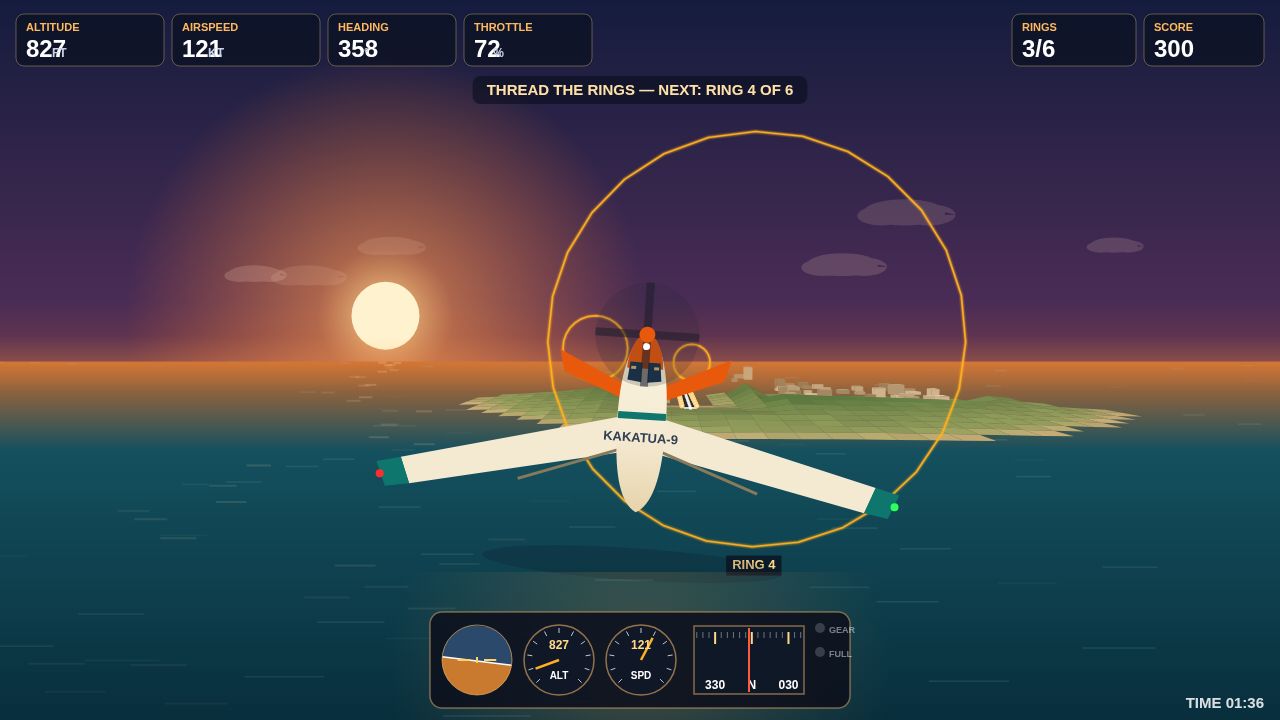 ALTITUDE
827 FT
AIRSPEED
121 KT
HEADING
358
THROTTLE
72 %
RINGS
3/6
SCORE
300
THREAD THE RINGS — NEXT: RING 4 OF 6
KAKATUA-9
RING 4
827
ALT
121
SPD
330 N 030
GEAR
FULL
TIME 01:36